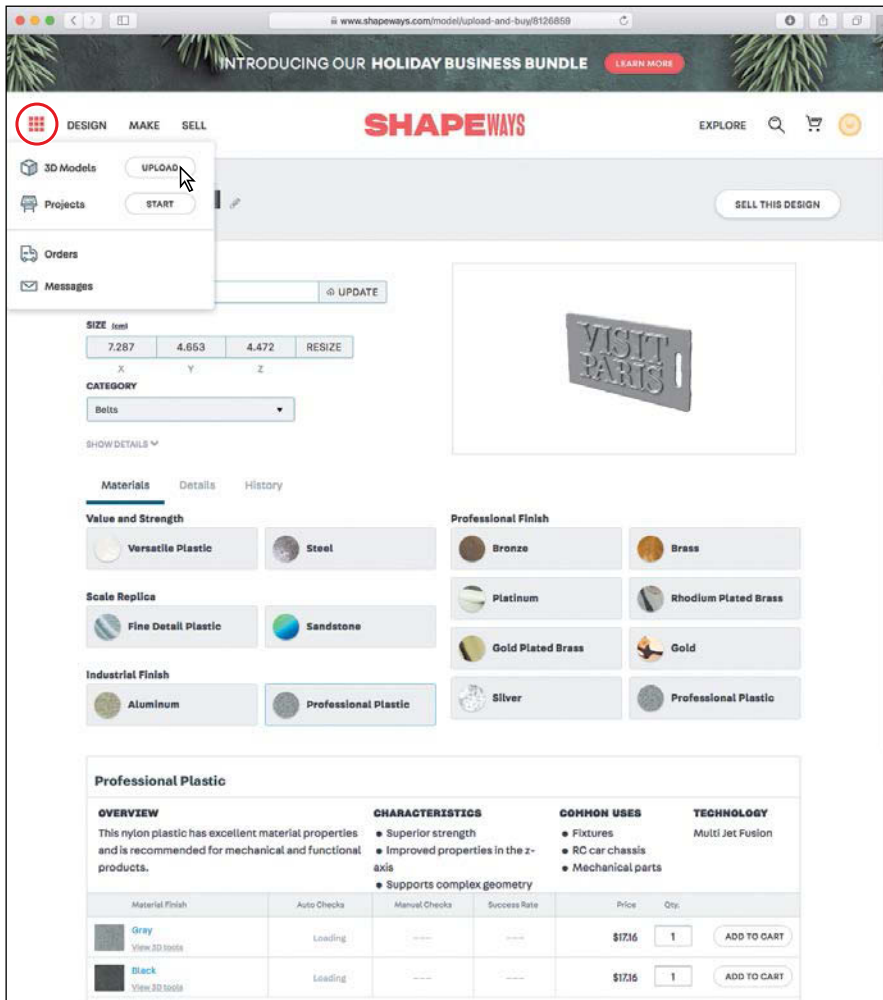 www.shapeways.com/model/upload-and-buy/8126859
INTRODUCING OUR HOLIDAY BUSINESS BUNDLE LEARN MORE
DESIGN MAKE SELL SHAPEWAYS EXPLORE
3D Models UPLOAD
Projects START
SELL THIS DESIGN
Orders
Messages
UPDATE
SIZE (cm)
7.287 4.653 4.472 RESIZE
X Y Z
CATEGORY
Belts
SHOW DETAILS
VISIT
PARIS
Materials Details History
Value and Strength
Versatile Plastic Steel
Scale Replica
Fine Detail Plastic Sandstone
Industrial Finish
Aluminum Professional Plastic
Professional Finish
Bronze Brass
Platinum Rhodium Plated Brass
Gold Plated Brass Gold
Silver Professional Plastic
Professional Plastic
OVERVIEW
This nylon plastic has excellent material properties
and is recommended for mechanical and functional
products.
CHARACTERISTICS
• Superior strength
• Improved properties in the z-
axis
• Supports complex geometry
COMMON USES
• Fixtures
• RC car chassis
• Mechanical parts
TECHNOLOGY
Multi Jet Fusion
Material Finish Auto Checks Manual Checks Success Rate Price Qty.
Gray Loading --- --- $17.16 1 ADD TO CART
View 3D tools
Black Loading --- --- $17.16 1 ADD TO CART
View 3D tools